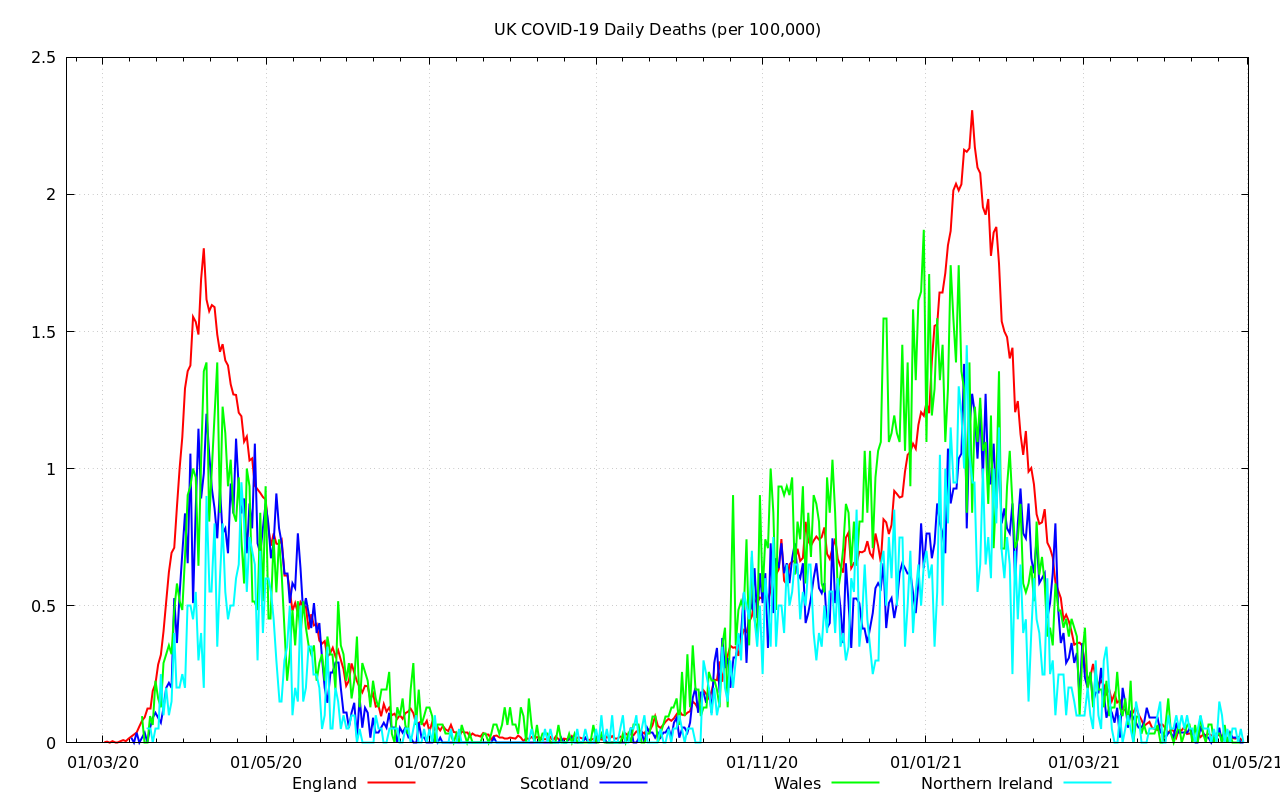 UK COVID-19 Daily Deaths (per 100,000)
2.5
2
1.5
1
0.5
0
01/03/20 01/05/20 01/07/20 01/09/20 01/11/20 01/01/21 01/03/21 01/05/21
England Scotland Wales Northern Ireland